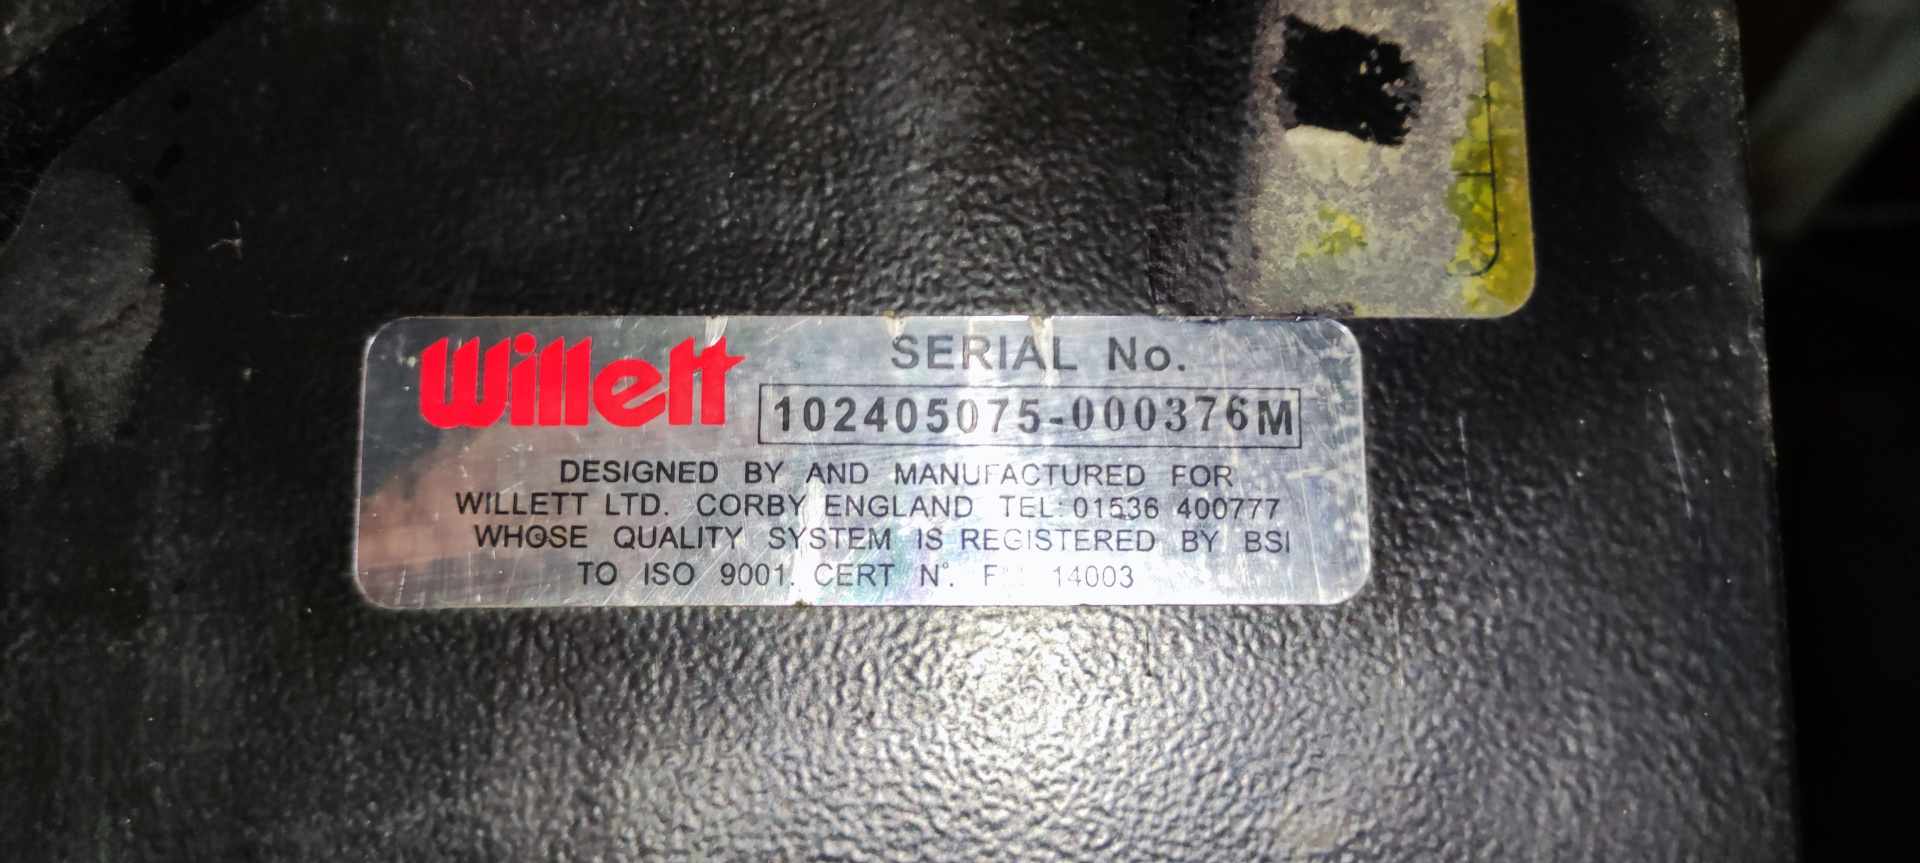 Willett
SERIAL No.
102405075-000376M
DESIGNED BY AND MANUFACTURED FOR
WILLETT LTD. CORBY ENGLAND TEL: 01536 400777
WHOSE QUALITY SYSTEM IS REGISTERED BY BSI
TO ISO 9001. CERT N°. 14003